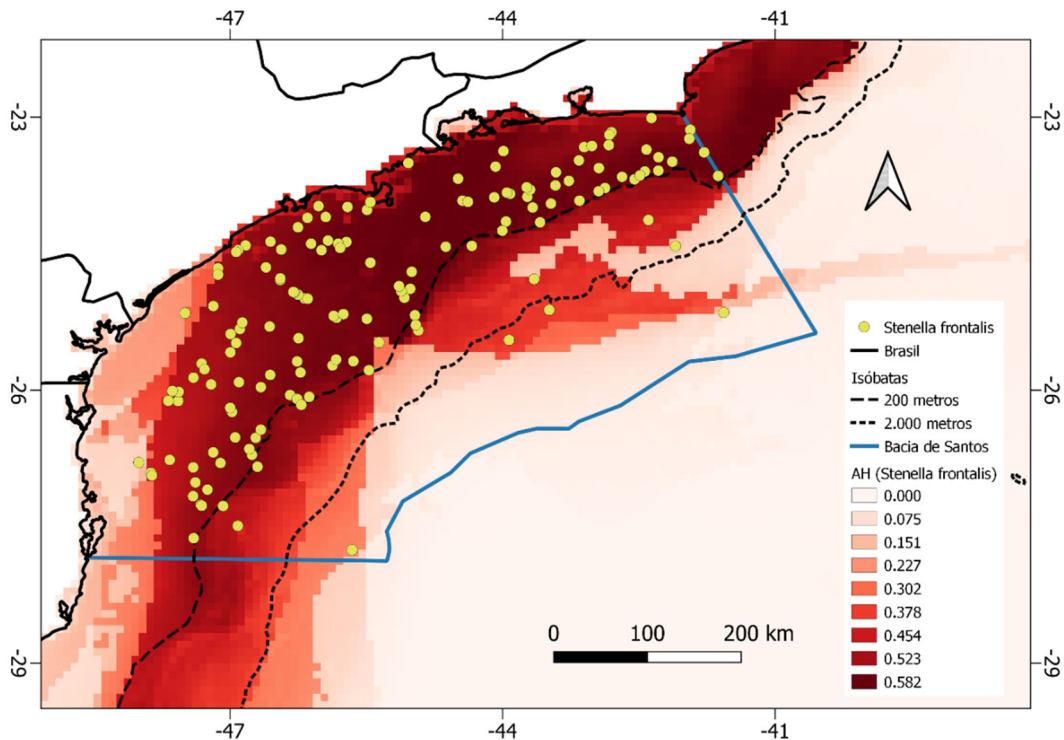 -47
-44
-41
-23
-23
-26
-26
-29
-29
Stenella frontalis
Brasil
Isóbatas
200 metros
2.000 metros
Bacia de Santos
AH (Stenella frontalis)
0.000
0.075
0.151
0.227
0.302
0.378
0.454
0.523
0.582
0 100 200 km
-47
-44
-41